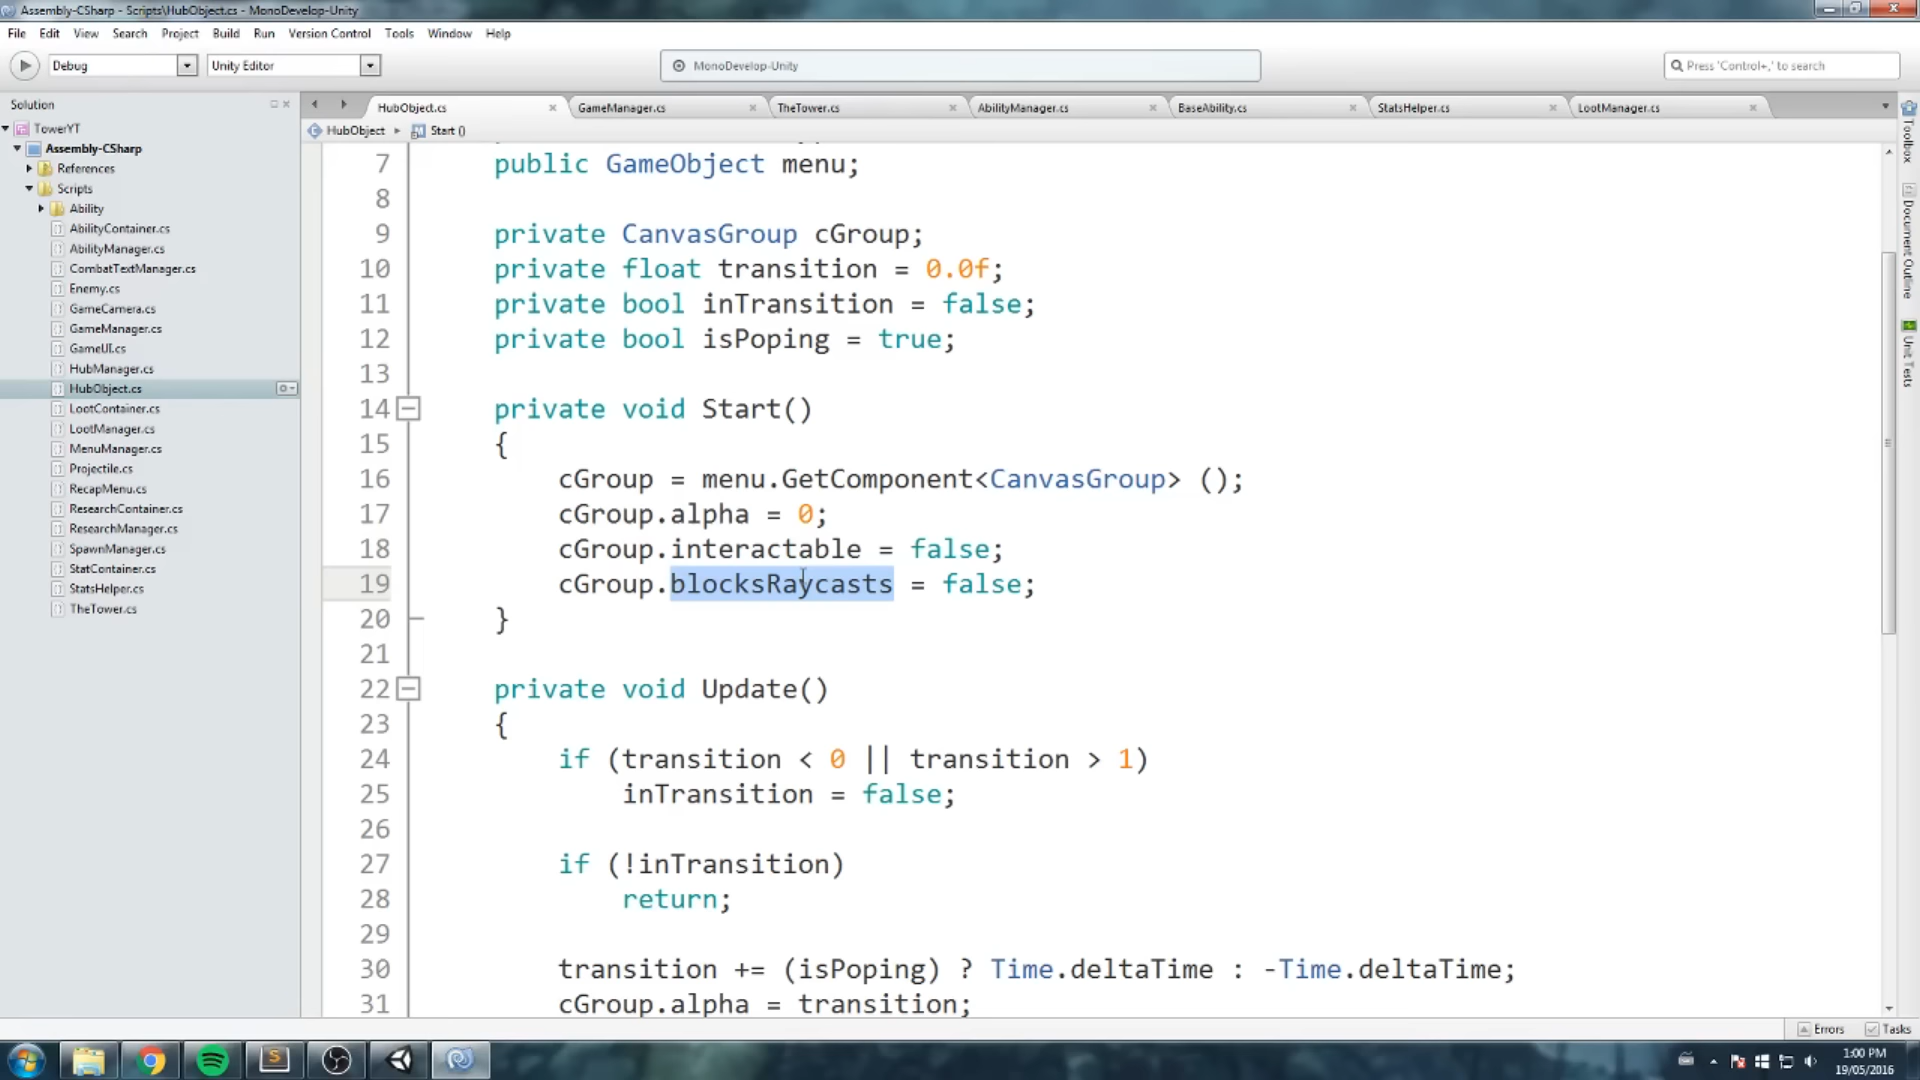 Assembly-CSharp - Scripts\HubObject.cs - MonoDevelop-Unity
File Edit View Search Project Build Run Version Control Tools Window Help
Debug Unity Editor MonoDevelop-Unity Press 'Control+,' to search
Solution
TowerYT
Assembly-CSharp
References
Scripts
Ability
AbilityContainer.cs
AbilityManager.cs
CombatTextManager.cs
Enemy.cs
GameCamera.cs
GameManager.cs
GameUI.cs
HubManager.cs
HubObject.cs
LootContainer.cs
LootManager.cs
MenuManager.cs
Projectile.cs
RecapMenu.cs
ResearchContainer.cs
ResearchManager.cs
SpawnManager.cs
StatContainer.cs
StatsHelper.cs
TheTower.cs
HubObject.cs GameManager.cs TheTower.cs AbilityManager.cs BaseAbility.cs StatsHelper.cs LootManager.cs
HubObject Start ()
7 public GameObject menu;
8
9 private CanvasGroup cGroup;
10 private float transition = 0.0f;
11 private bool inTransition = false;
12 private bool isPoping = true;
13
14 private void Start()
15 {
16 cGroup = menu.GetComponent<CanvasGroup> ();
17 cGroup.alpha = 0;
18 cGroup.interactable = false;
19 cGroup.blocksRaycasts = false;
20 }
21
22 private void Update()
23 {
24 if (transition < 0 || transition > 1)
25 inTransition = false;
26
27 if (!inTransition)
28 return;
29
30 transition += (isPoping) ? Time.deltaTime : -Time.deltaTime;
31 cGroup.alpha = transition;
Toolbox
Document Outline
Unit Tests
Errors Tasks
1:00 PM
19/05/2016